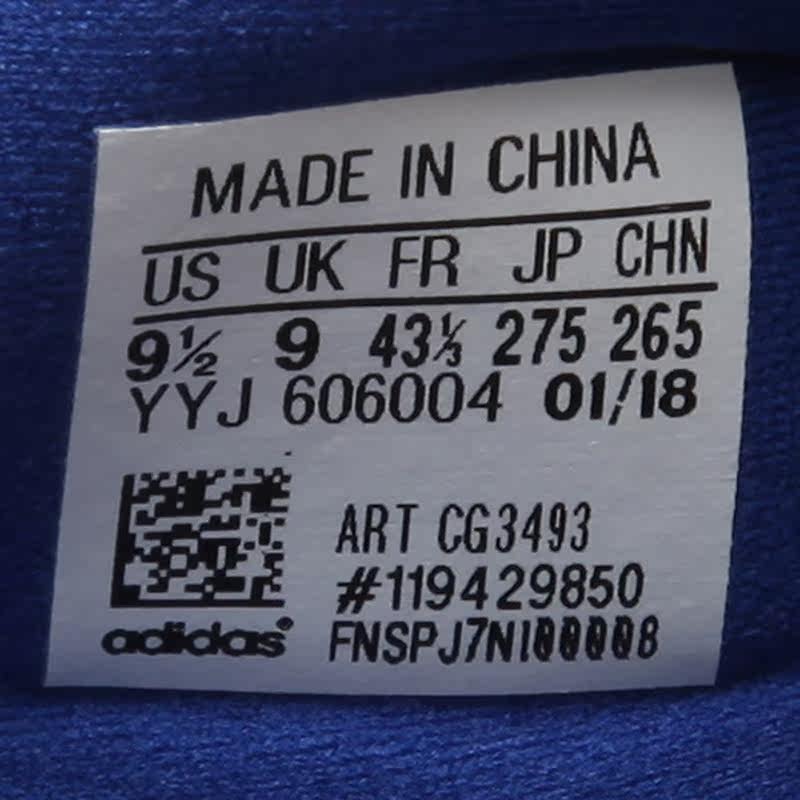 MADE IN CHINA
US UK FR JP CHN
9½ 9 43⅓ 275 265
YYJ 606004 01/18
ART CG3493
#119429850
adidas® FNSPJ7N100008